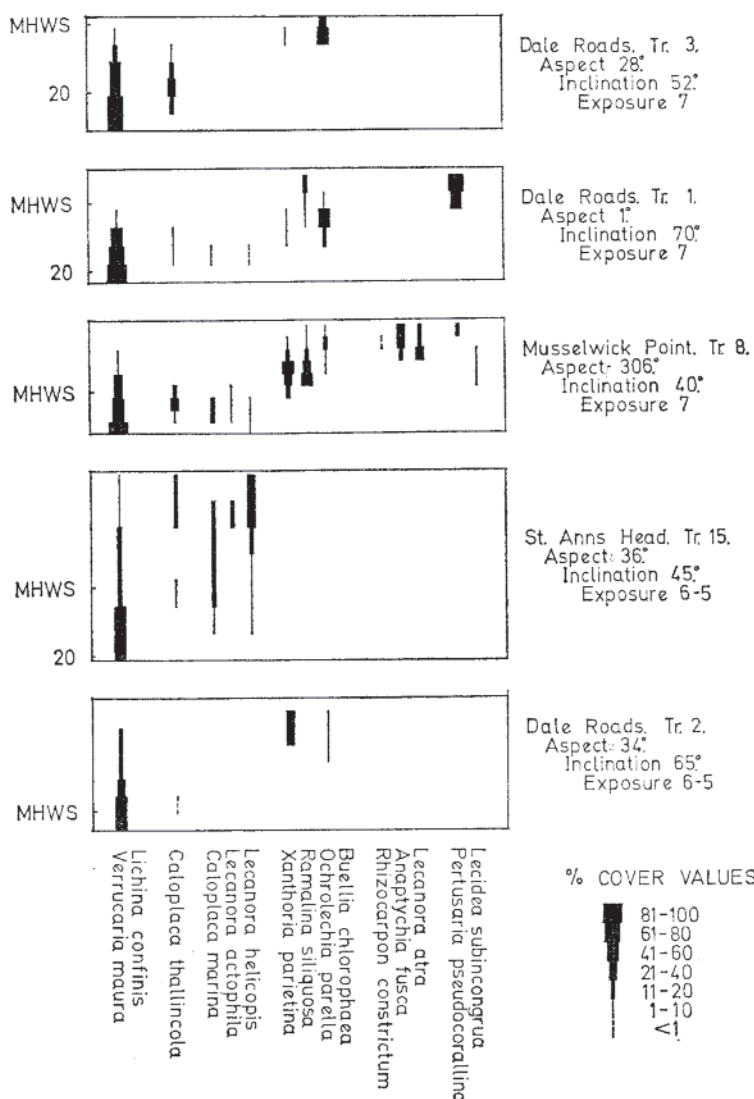 MHWS
20
Dale Roads. Tr. 3.
Aspect 28°
Inclination 52°
Exposure 7
MHWS
20
Dale Roads. Tr. 1.
Aspect 1°
Inclination 70°
Exposure 7
MHWS
Musselwick Point. Tr 8.
Aspect: 306°
Inclination 40°
Exposure 7
MHWS
20
St. Anns Head. Tr. 15.
Aspect: 36°
Inclination 45°
Exposure 6-5
MHWS
Dale Roads. Tr. 2.
Aspect: 34°
Inclination 65°
Exposure 6-5
Verrucaria maura
Lichina confinis
Caloplaca thallincola
Caloplaca marina
Lecanora actophila
Lecanora helicopis
Xanthoria parietina
Ramalina siliquosa
Ochrolechia parella
Buellia chlorophaea
Rhizocarpon constrictum
Anaptychia fusca
Lecanora atra
Pertusaria pseudocorallina
Lecidea subincongrua
% COVER VALUES
81-100
61-80
41-60
21-40
11-20
1-10
<1